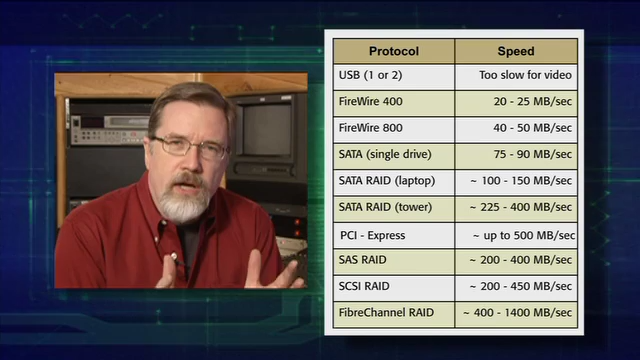 Protocol Speed
USB (1 or 2) Too slow for video
FireWire 400 20 - 25 MB/sec
FireWire 800 40 - 50 MB/sec
SATA (single drive) 75 - 90 MB/sec
SATA RAID (laptop) ~ 100 - 150 MB/sec
SATA RAID (tower) ~ 225 - 400 MB/sec
PCI - Express ~ up to 500 MB/sec
SAS RAID ~ 200 - 400 MB/sec
SCSI RAID ~ 200 - 450 MB/sec
FibreChannel RAID ~ 400 - 1400 MB/sec